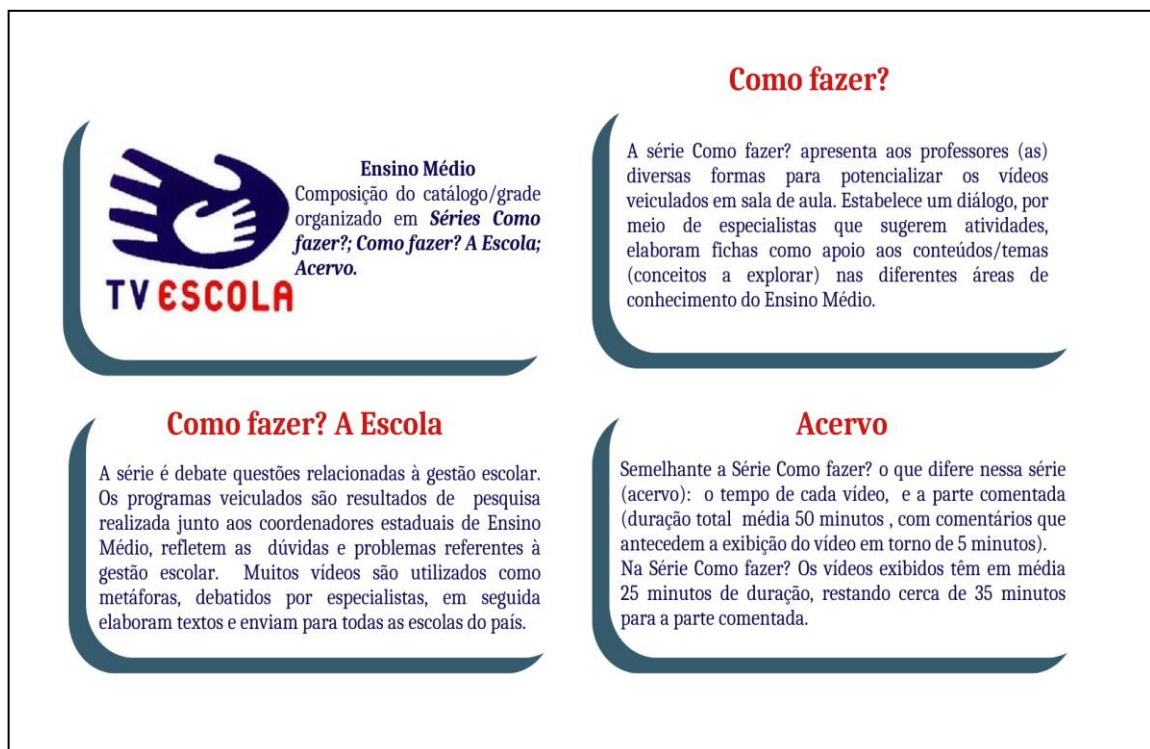 Ensino Médio
Composição do catálogo/grade
organizado em Séries Como
fazer?; Como fazer? A Escola;
Acervo.
TV ESCOLA
Como fazer?
A série Como fazer? apresenta aos professores (as)
diversas formas para potencializar os vídeos
veiculados em sala de aula. Estabelece um diálogo, por
meio de especialistas que sugerem atividades,
elaboram fichas como apoio aos conteúdos/temas
(conceitos a explorar) nas diferentes áreas de
conhecimento do Ensino Médio.
Como fazer? A Escola
A série é debate questões relacionadas à gestão escolar.
Os programas veiculados são resultados de pesquisa
realizada junto aos coordenadores estaduais de Ensino
Médio, refletem as dúvidas e problemas referentes à
gestão escolar. Muitos vídeos são utilizados como
metáforas, debatidos por especialistas, em seguida
elaboram textos e enviam para todas as escolas do país.
Acervo
Semelhante a Série Como fazer? o que difere nessa série
(acervo): o tempo de cada vídeo, e a parte comentada
(duração total média 50 minutos , com comentários que
antecedem a exibição do vídeo em torno de 5 minutos).
Na Série Como fazer? Os vídeos exibidos têm em média
25 minutos de duração, restando cerca de 35 minutos
para a parte comentada.